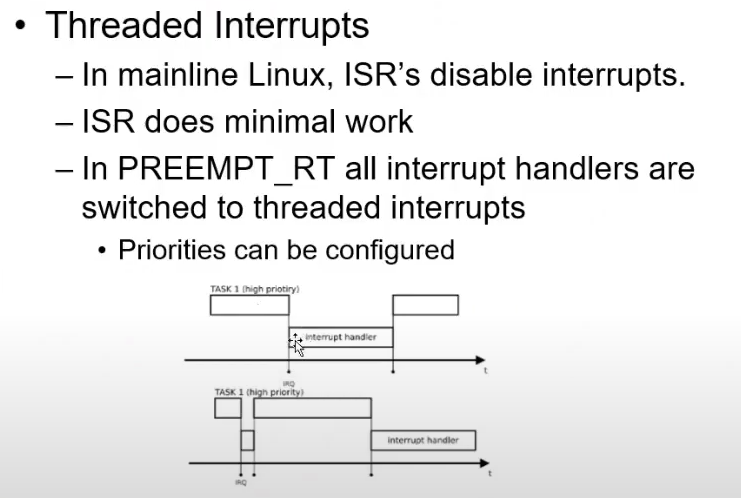 • Threaded Interrupts
– In mainline Linux, ISR's disable interrupts.
– ISR does minimal work
– In PREEMPT_RT all interrupt handlers are
switched to threaded interrupts
• Priorities can be configured
TASK 1 (high priotiry)
interrupt handler
t
IRQ
TASK 1 (high priority)
interrupt handler
t
IRQ